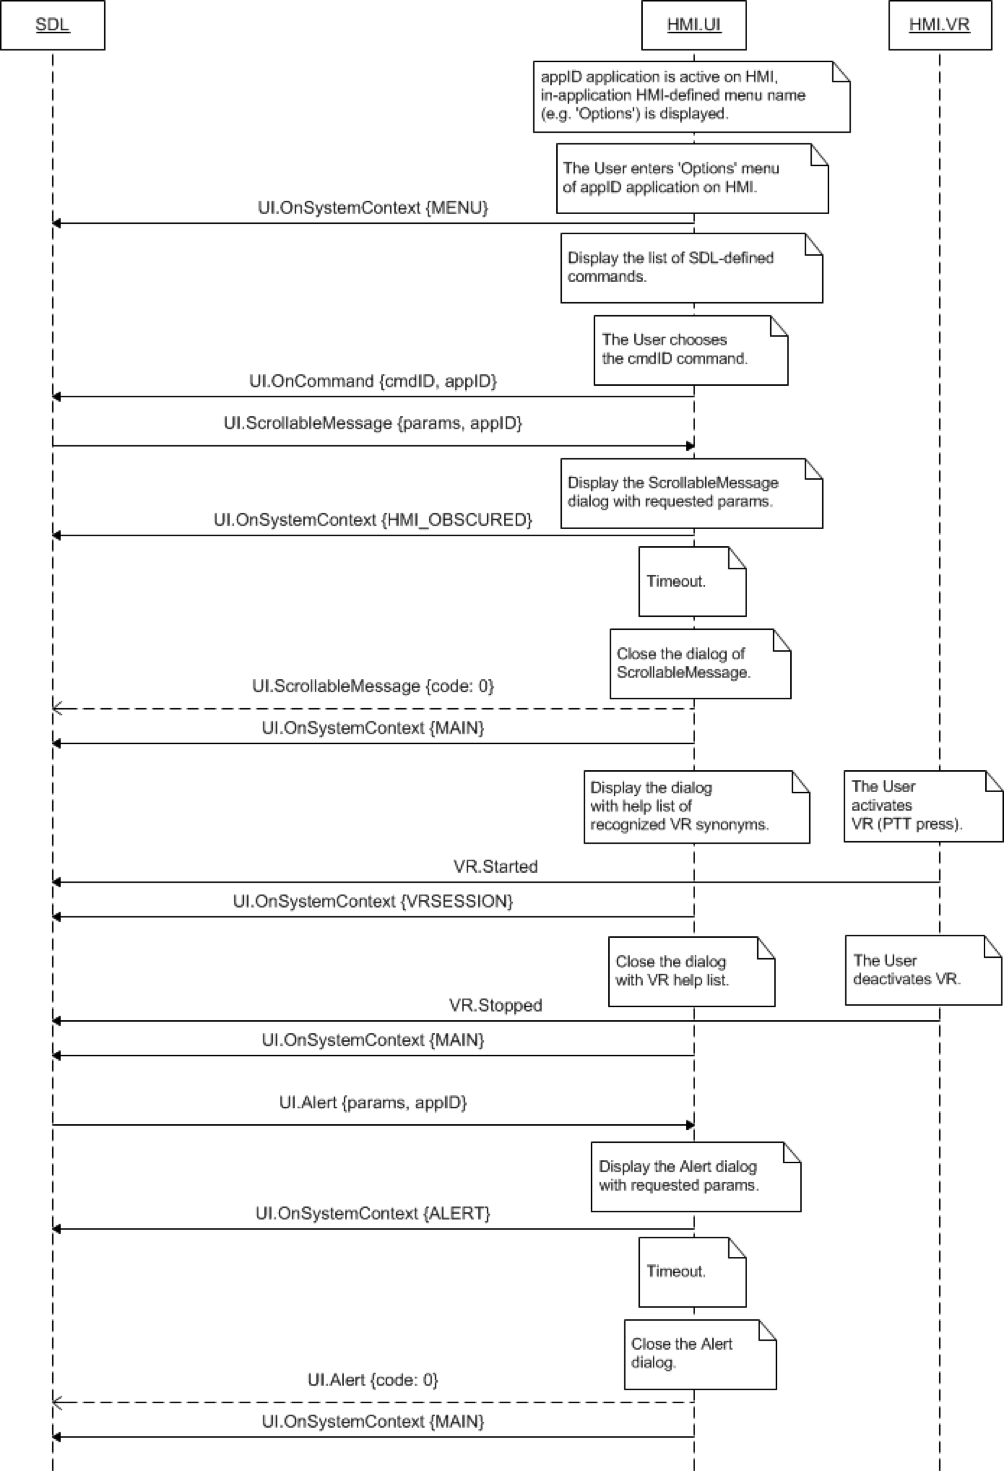 SDL
HMI.UI
HMI.VR
appID application is active on HMI,
in-application HMI-defined menu name
(e.g. 'Options') is displayed.
The User enters 'Options' menu
of appID application on HMI.
UI.OnSystemContext {MENU}
Display the list of SDL-defined
commands.
The User chooses
the cmdID command.
UI.OnCommand {cmdID, appID}
UI.ScrollableMessage {params, appID}
Display the ScrollableMessage
dialog with requested params.
UI.OnSystemContext {HMI_OBSCURED}
Timeout.
Close the dialog of
ScrollableMessage.
UI.ScrollableMessage {code: 0}
UI.OnSystemContext {MAIN}
Display the dialog
with help list of
recognized VR synonyms.
The User
activates
VR (PTT press).
VR.Started
UI.OnSystemContext {VRSESSION}
Close the dialog
with VR help list.
The User
deactivates VR.
VR.Stopped
UI.OnSystemContext {MAIN}
UI.Alert {params, appID}
Display the Alert dialog
with requested params.
UI.OnSystemContext {ALERT}
Timeout.
Close the Alert
dialog.
UI.Alert {code: 0}
UI.OnSystemContext {MAIN}